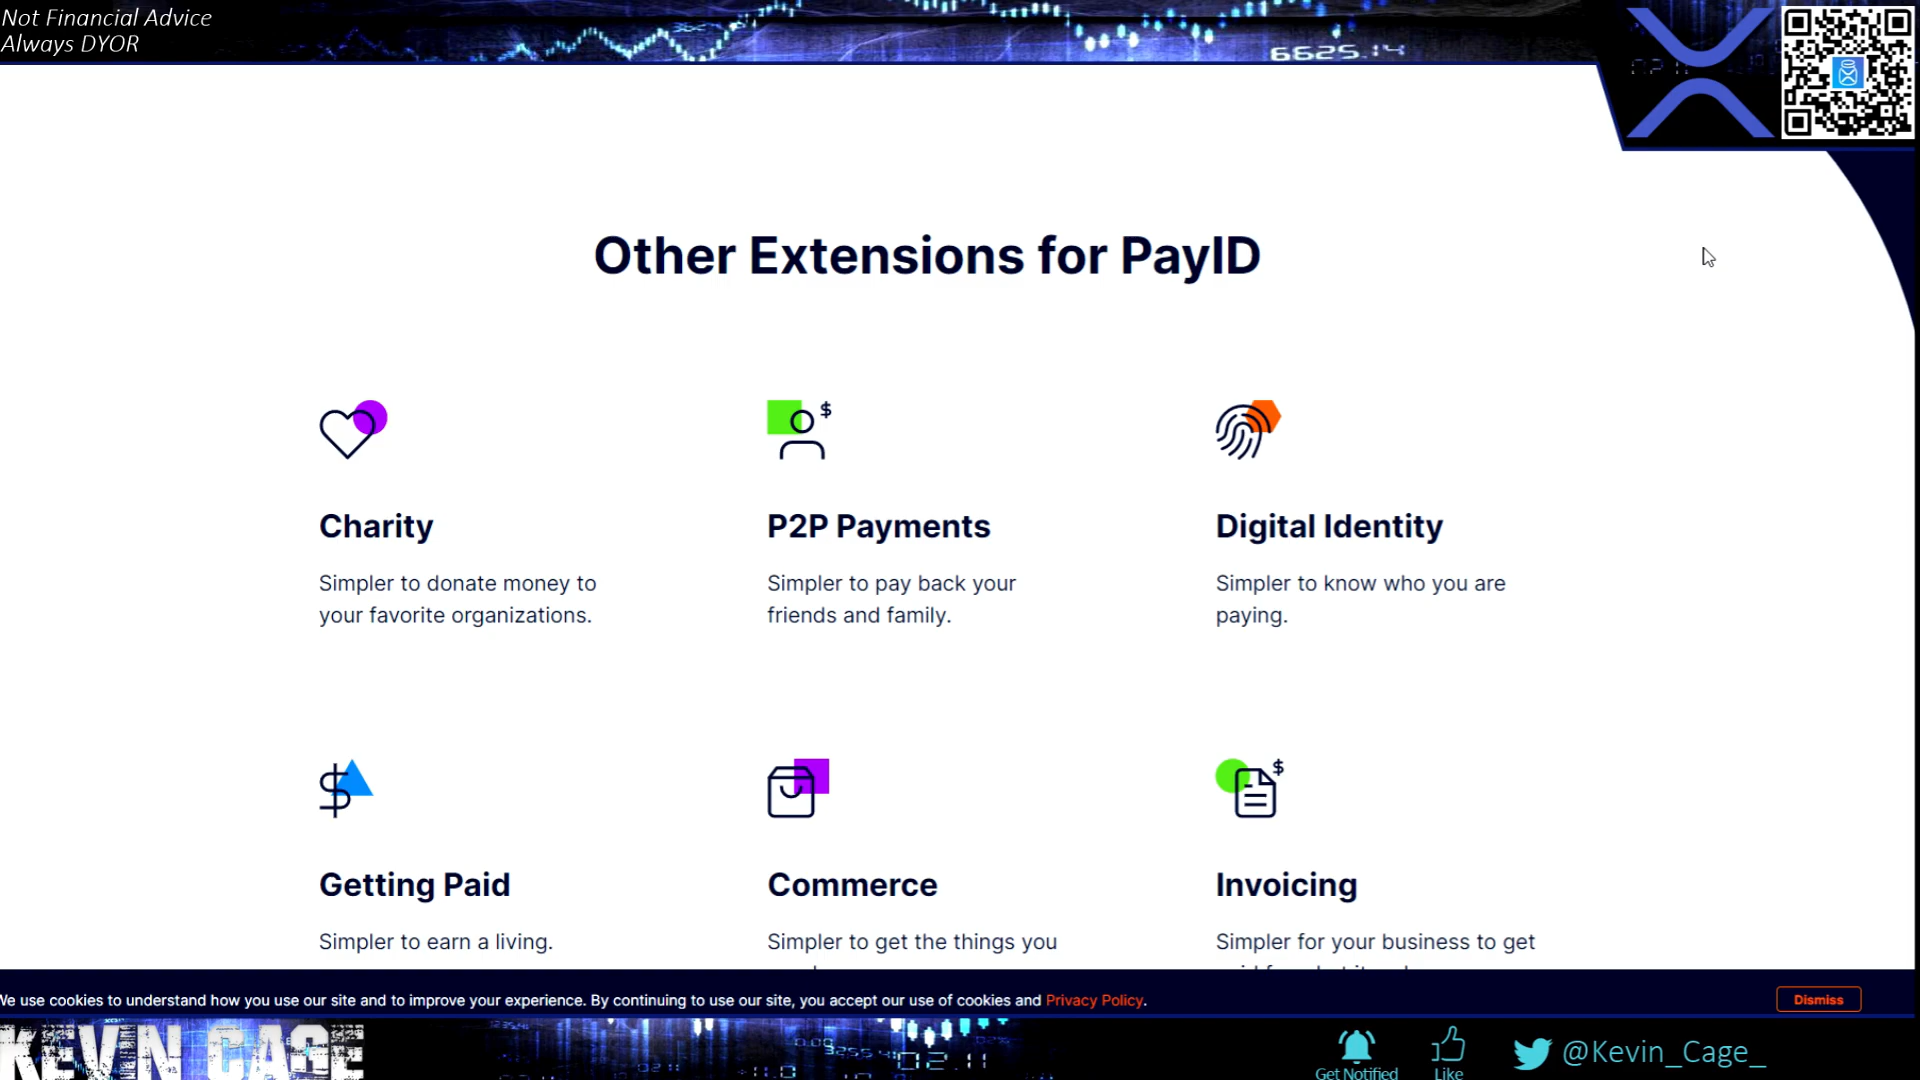 Not Financial Advice
Always DYOR
6625.14
Other Extensions for PayID
$
Charity
P2P Payments
Digital Identity
Simpler to donate money to
your favorite organizations.
Simpler to pay back your
friends and family.
Simpler to know who you are
paying.
$
$
Getting Paid
Commerce
Invoicing
Simpler to earn a living.
Simpler to get the things you
Simpler for your business to get
We use cookies to understand how you use our site and to improve your experience. By continuing to use our site, you accept our use of cookies and Privacy Policy.
Dismiss
KEVIN CAGE
Get Notified
Like
@Kevin_Cage_